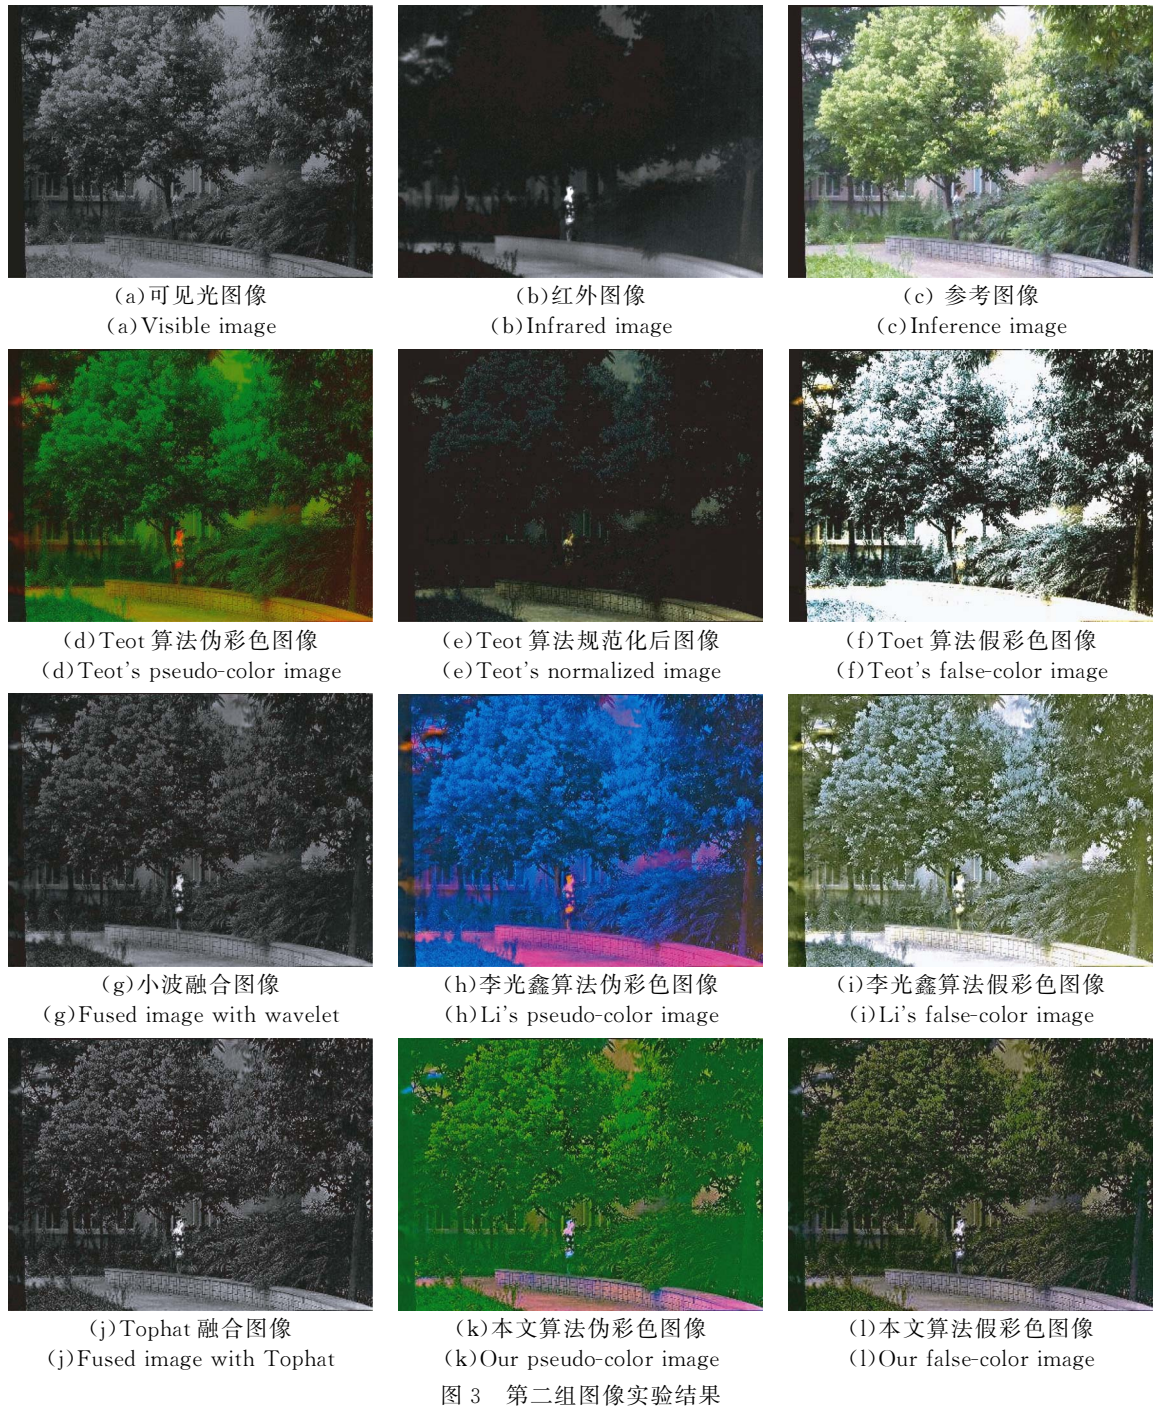 (a)可见光图像
(a)Visible image
(b)红外图像
(b)Infrared image
(c) 参考图像
(c)Inference image
(d)Teot 算法伪彩色图像
(d)Teot's pseudo-color image
(e)Teot 算法规范化后图像
(e)Teot's normalized image
(f)Toet 算法假彩色图像
(f)Teot's false-color image
(g)小波融合图像
(g)Fused image with wavelet
(h)李光鑫算法伪彩色图像
(h)Li's pseudo-color image
(i)李光鑫算法假彩色图像
(i)Li's false-color image
(j)Tophat 融合图像
(j)Fused image with Tophat
(k)本文算法伪彩色图像
(k)Our pseudo-color image
(l)本文算法假彩色图像
(l)Our false-color image
图 3 第二组图像实验结果